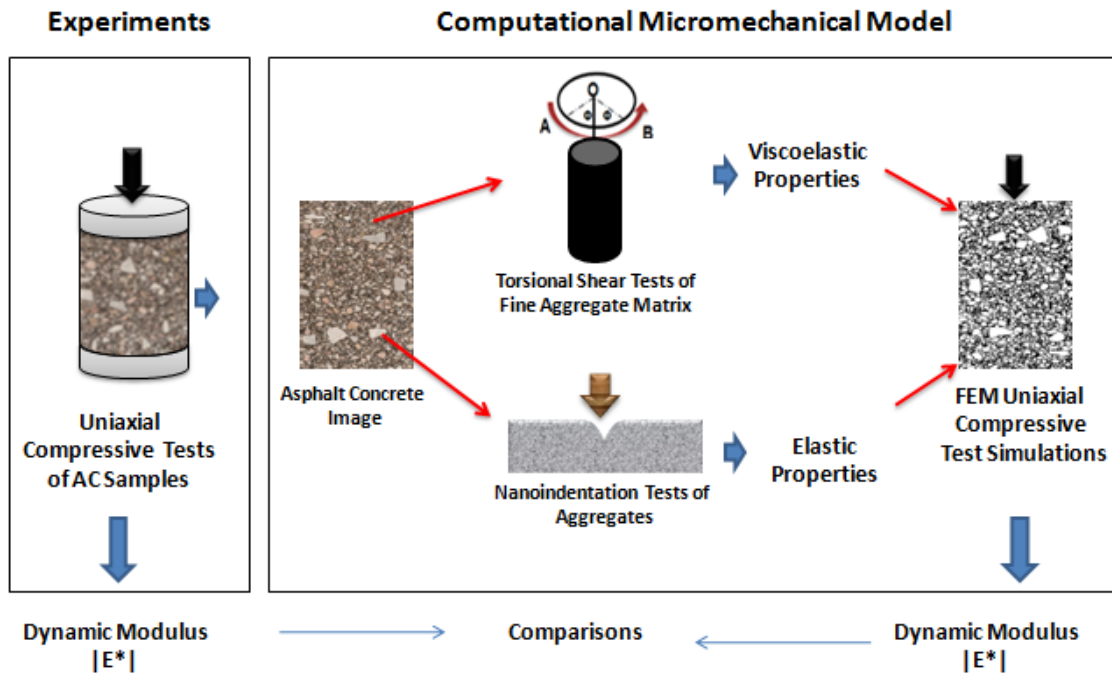 Experiments
Computational Micromechanical Model
O
Φ Φ
A
B
Viscoelastic
Properties
Torsional Shear Tests of
Fine Aggregate Matrix
Asphalt Concrete
Image
Uniaxial
Compressive Tests
of AC Samples
Nanoindentation Tests of
Aggregates
Elastic
Properties
FEM Uniaxial
Compressive
Test Simulations
Dynamic Modulus
|E*|
Comparisons
Dynamic Modulus
|E*|